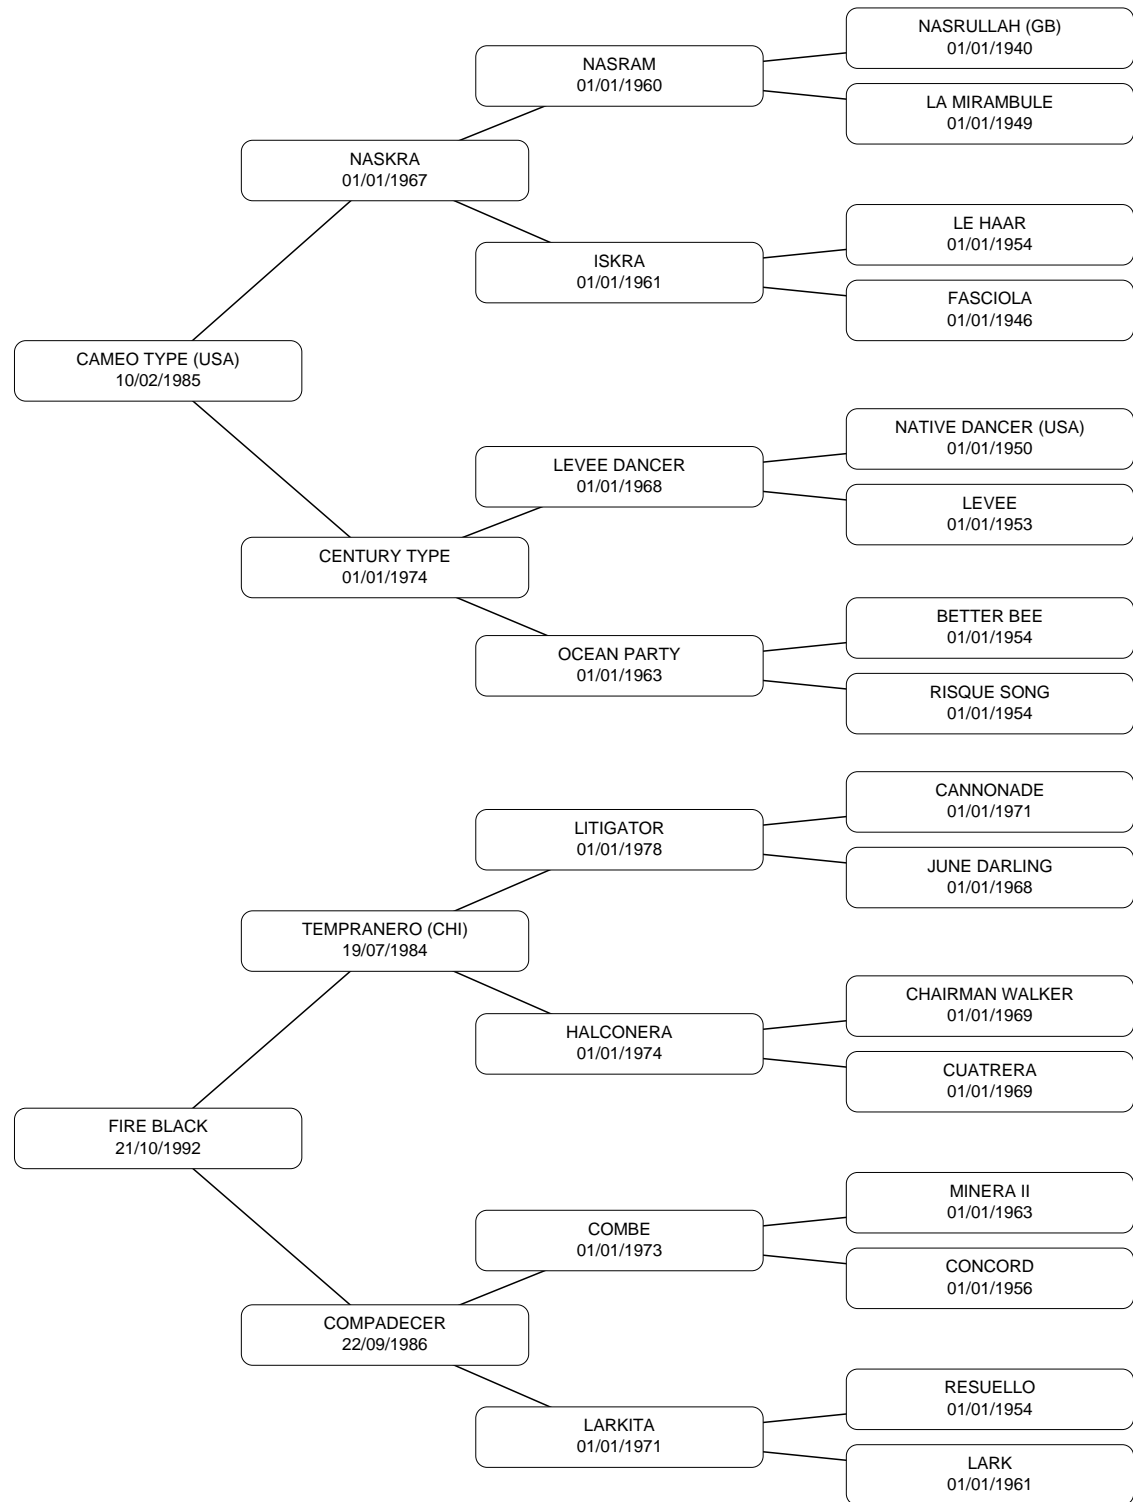 NASRULLAH (GB)
01/01/1940
NASRAM
01/01/1960
LA MIRAMBULE
01/01/1949
NASKRA
01/01/1967
LE HAAR
01/01/1954
ISKRA
01/01/1961
FASCIOLA
01/01/1946
CAMEO TYPE (USA)
10/02/1985
NATIVE DANCER (USA)
01/01/1950
LEVEE DANCER
01/01/1968
LEVEE
01/01/1953
CENTURY TYPE
01/01/1974
BETTER BEE
01/01/1954
OCEAN PARTY
01/01/1963
RISQUE SONG
01/01/1954
CANNONADE
01/01/1971
LITIGATOR
01/01/1978
JUNE DARLING
01/01/1968
TEMPRANERO (CHI)
19/07/1984
CHAIRMAN WALKER
01/01/1969
HALCONERA
01/01/1974
CUATRERA
01/01/1969
FIRE BLACK
21/10/1992
MINERA II
01/01/1963
COMBE
01/01/1973
CONCORD
01/01/1956
COMPADECER
22/09/1986
RESUELLO
01/01/1954
LARKITA
01/01/1971
LARK
01/01/1961